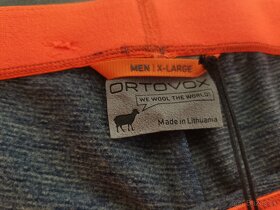 MEN | X-LARGE
ORTOVOX
WE WOOL THE WORLD!
Made in Lithuania